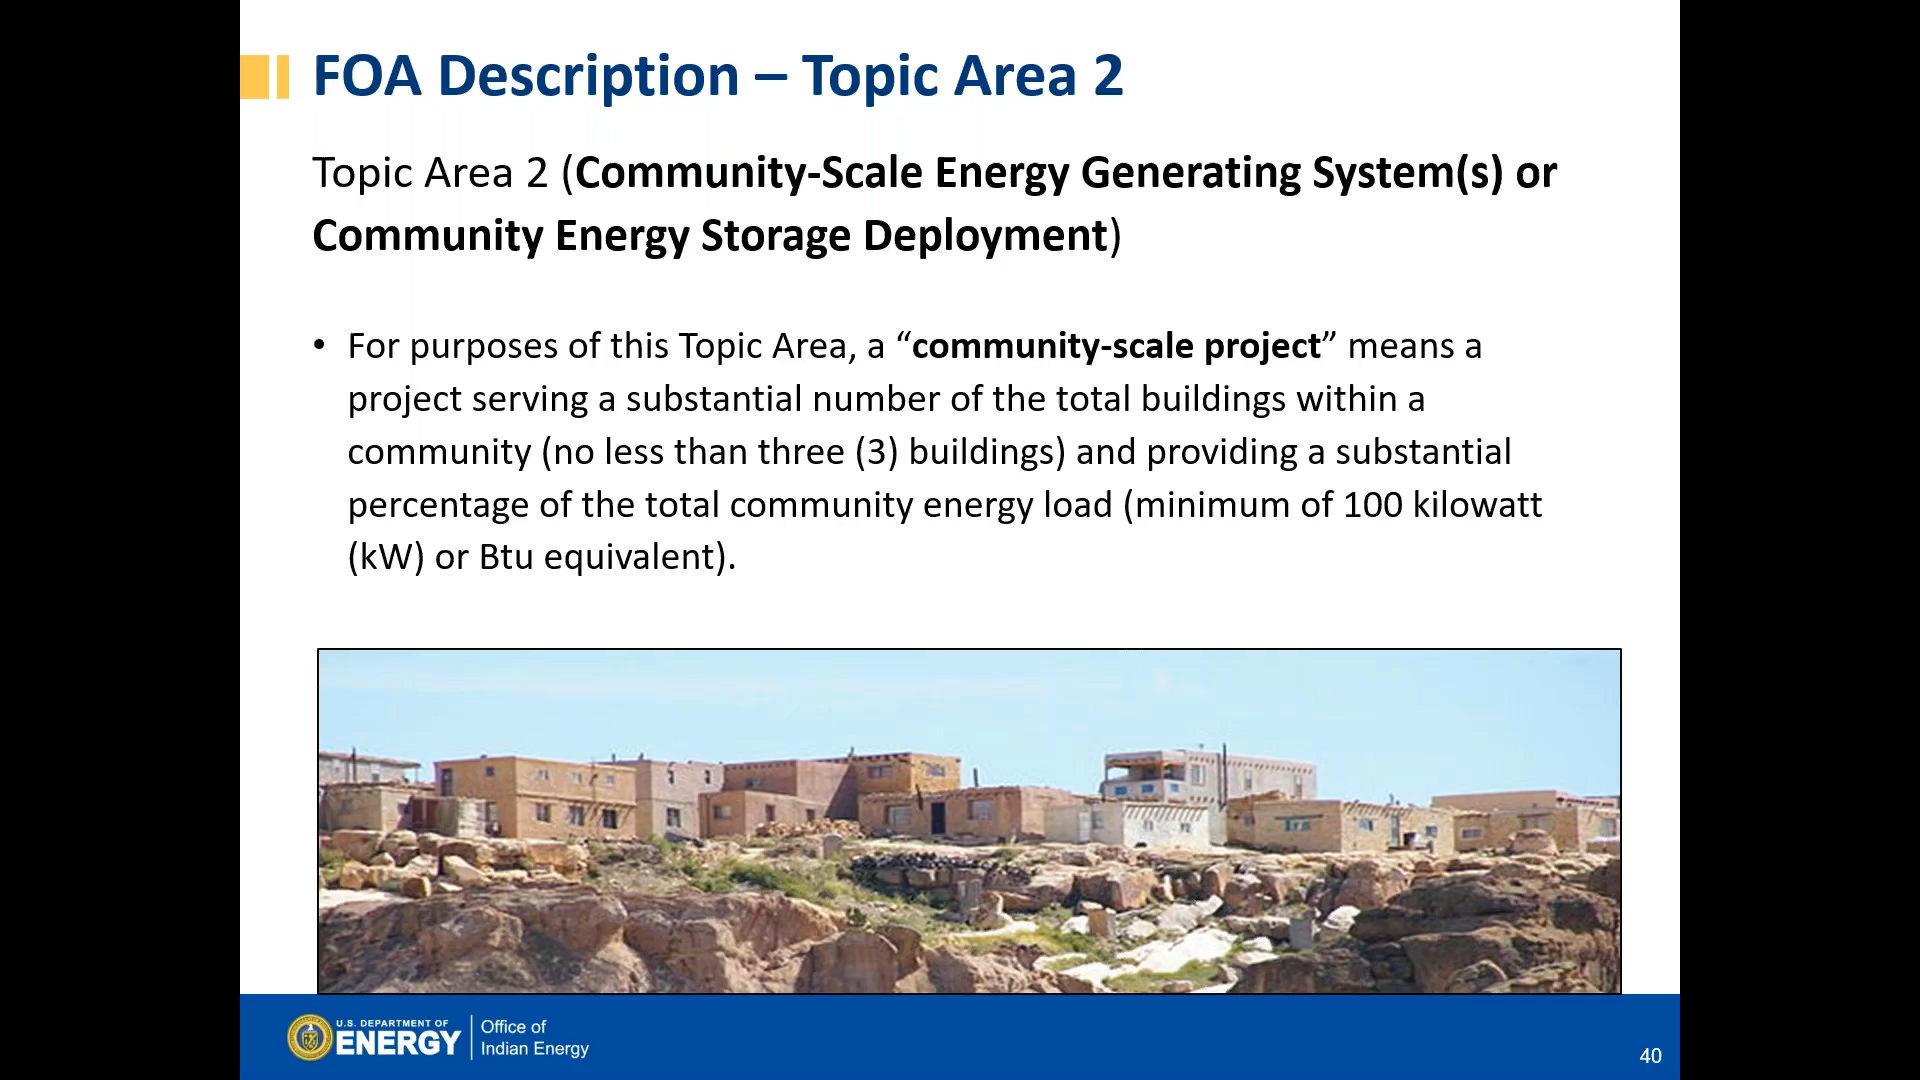 FOA Description – Topic Area 2
Topic Area 2 (Community-Scale Energy Generating System(s) or
Community Energy Storage Deployment)
• For purposes of this Topic Area, a “community-scale project” means a
project serving a substantial number of the total buildings within a
community (no less than three (3) buildings) and providing a substantial
percentage of the total community energy load (minimum of 100 kilowatt
(kW) or Btu equivalent).
U.S. DEPARTMENT OF
ENERGY
Office of
Indian Energy
40